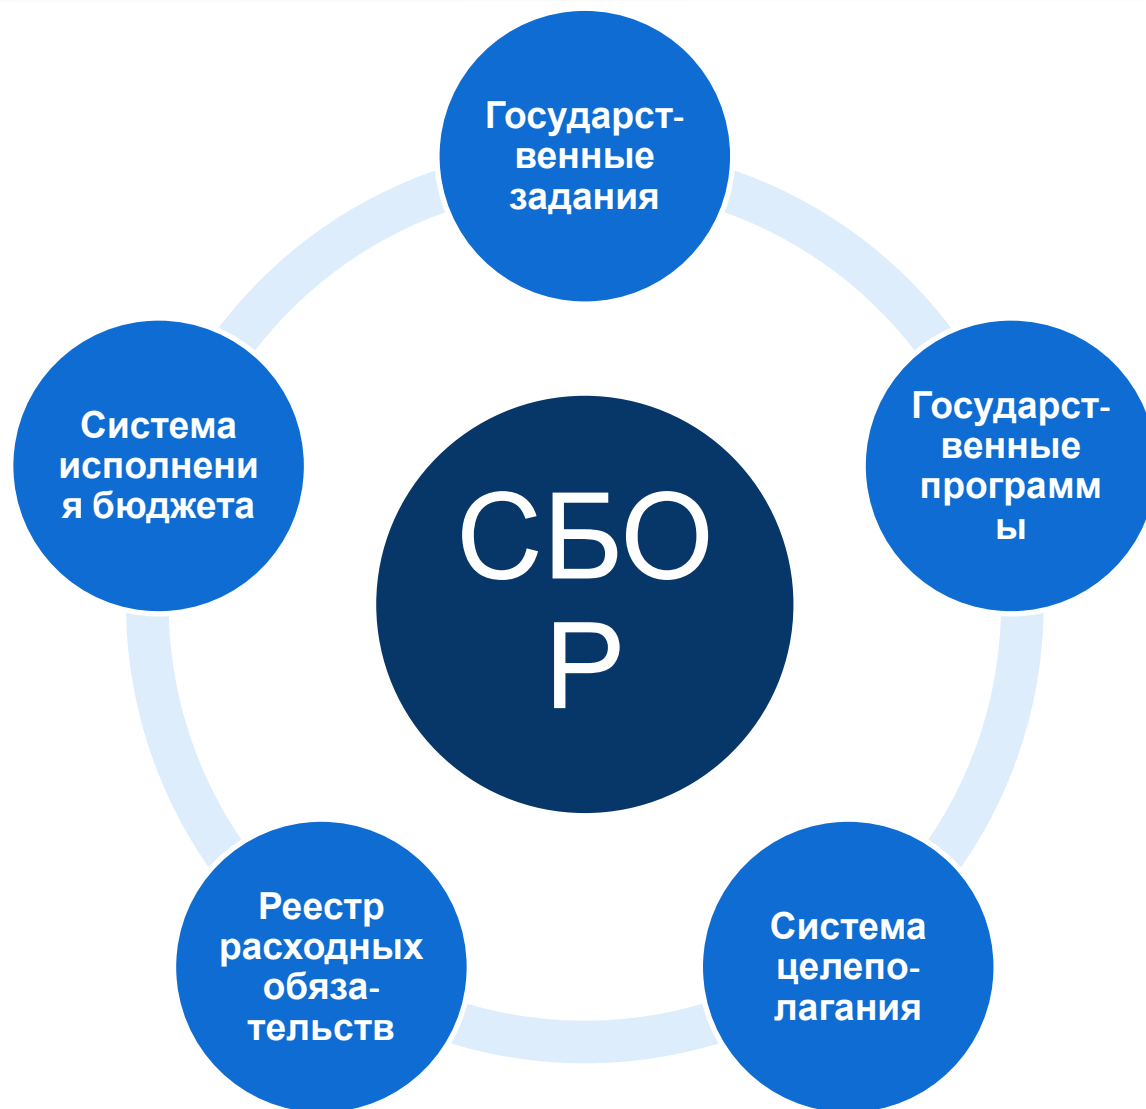 Государст-
венные
задания
Государст-
венные
программ
ы
Система
целепо-
лагания
Реестр
расходных
обяза-
тельств
Система
исполнени
я бюджета
СБО
Р